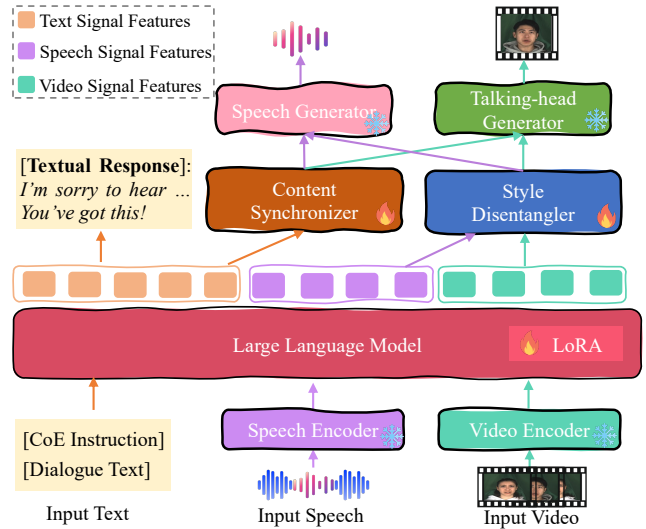 Text Signal Features
Speech Signal Features
Video Signal Features
Speech Generator
Talking-head
Generator
[Textual Response]:
I'm sorry to hear ...
You've got this!
Content
Synchronizer
Style
Disentangler
Large Language Model
LoRA
[CoE Instruction]
[Dialogue Text]
Speech Encoder
Video Encoder
Input Text
Input Speech
Input Video